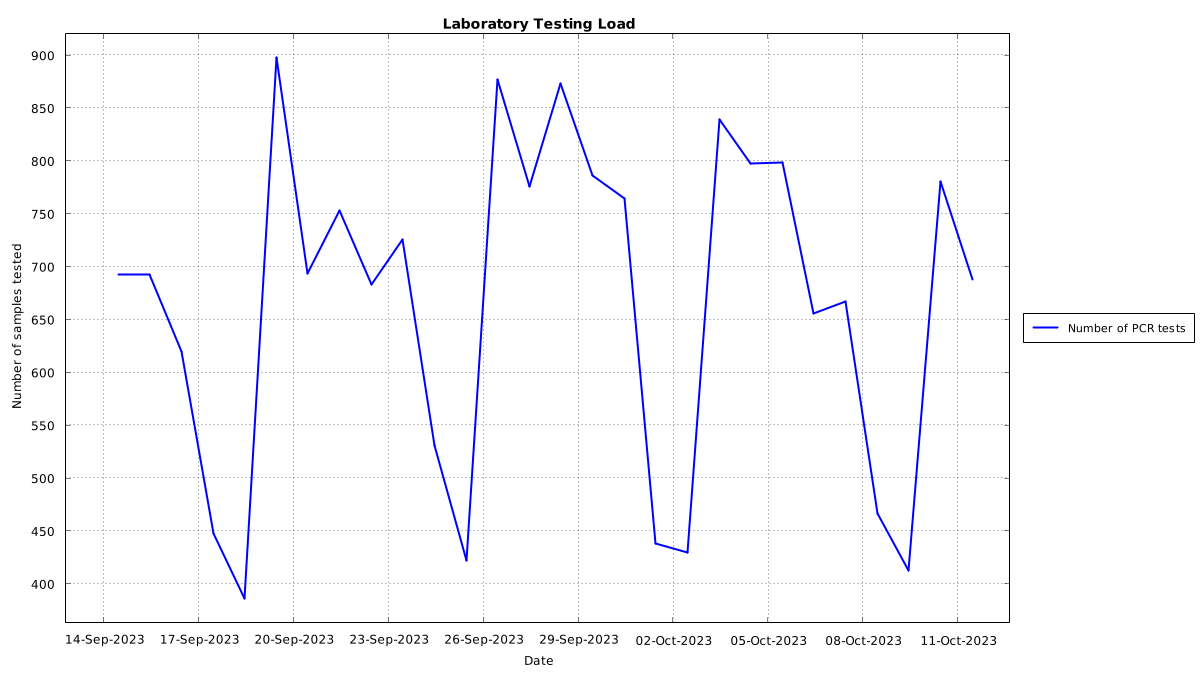 Laboratory Testing Load
900
850
800
750
700
650
600
550
500
450
400
Number of samples tested
14-Sep-2023 17-Sep-2023 20-Sep-2023 23-Sep-2023 26-Sep-2023 29-Sep-2023 02-Oct-2023 05-Oct-2023 08-Oct-2023 11-Oct-2023
Date
Number of PCR tests